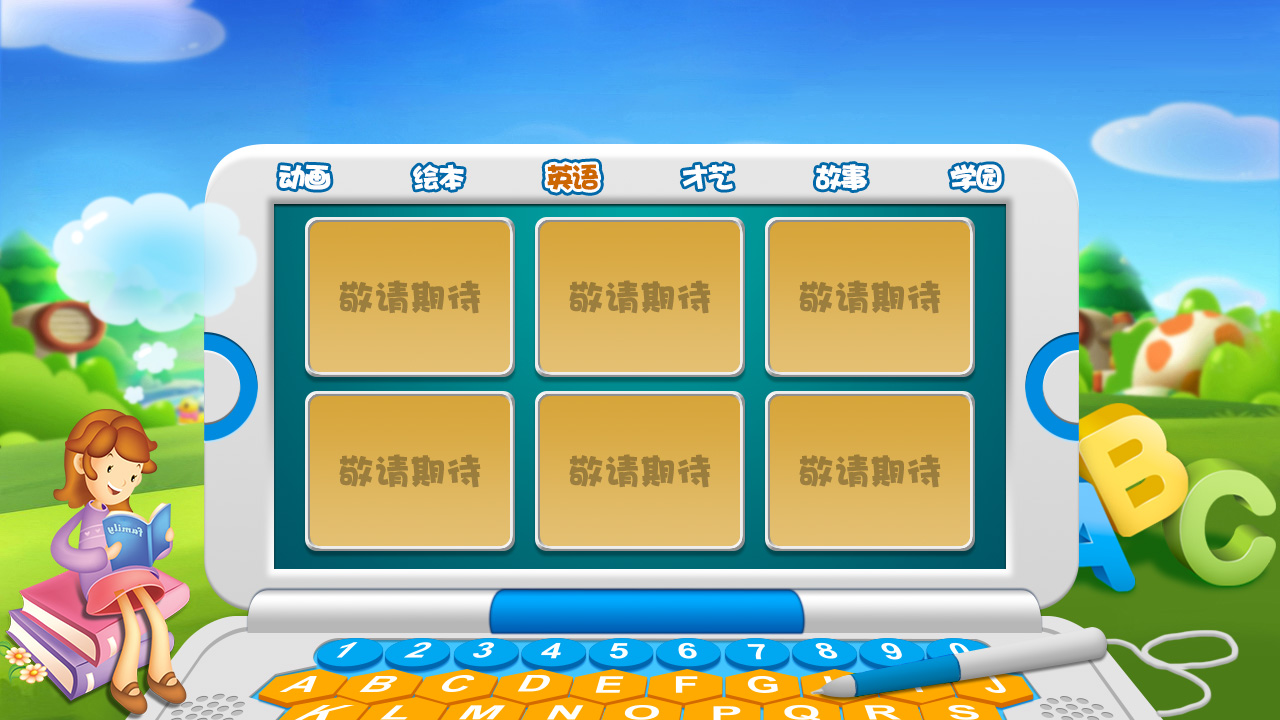 动画 绘本 英语 才艺 故事 学园
敬请期待 敬请期待 敬请期待
敬请期待 敬请期待 敬请期待
family
B
A C
1 2 3 4 5 6 7 8 9 0
A B C D E F G J
K L M N O P Q R S